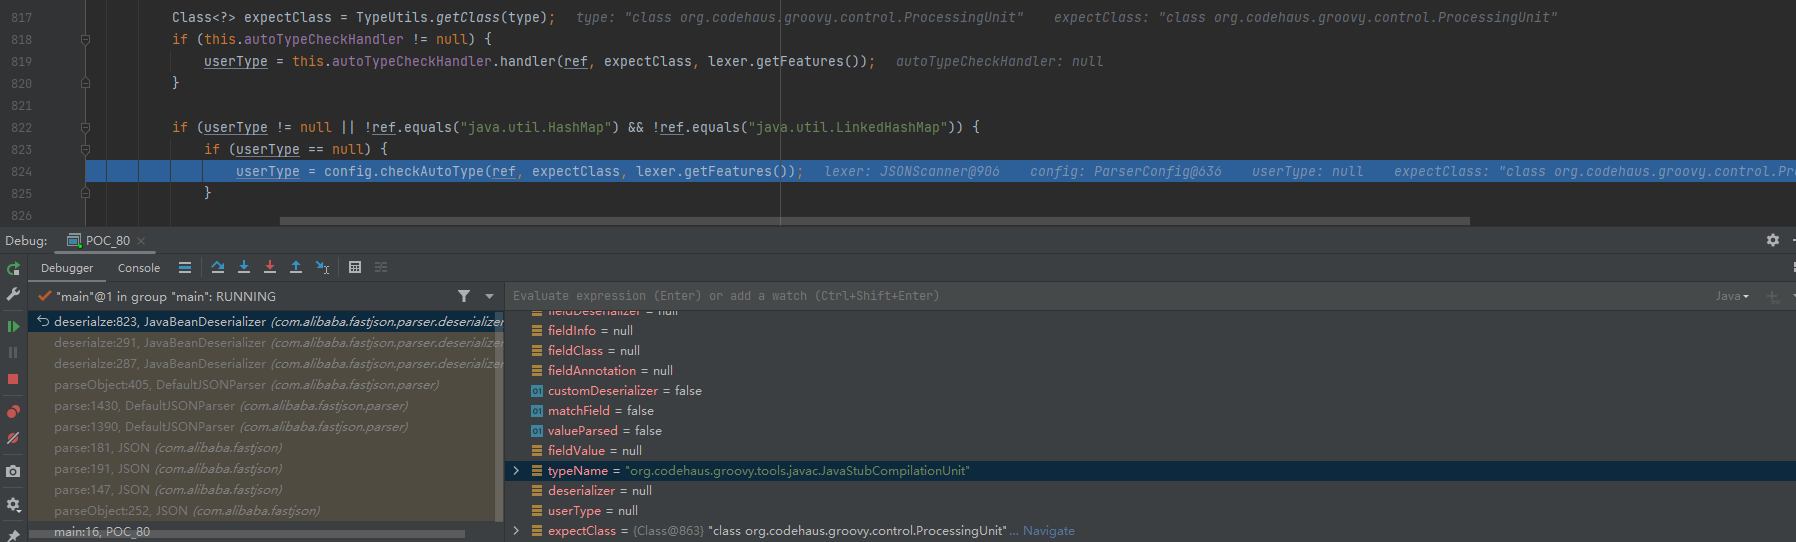 817 Class<?> expectClass = TypeUtils.getClass(type); type: "class org.codehaus.groovy.control.ProcessingUnit" expectClass: "class org.codehaus.groovy.control.ProcessingUnit"
818 if (this.autoTypeCheckHandler != null) {
819 userType = this.autoTypeCheckHandler.handler(ref, expectClass, lexer.getFeatures()); autoTypeCheckHandler: null
820 }
821
822 if (userType != null || !ref.equals("java.util.HashMap") && !ref.equals("java.util.LinkedHashMap")) {
823 if (userType == null) {
824 userType = config.checkAutoType(ref, expectClass, lexer.getFeatures()); lexer: JSONScanner@906 config: ParserConfig@636 userType: null expectClass: "class org.codehaus.groovy.control.Pro
825 }
826
Debug: POC_80
Debugger Console
"main"@1 in group "main": RUNNING
Evaluate expression (Enter) or add a watch (Ctrl+Shift+Enter) Java
deserialze:823, JavaBeanDeserializer (com.alibaba.fastjson.parser.deserializer
deserialze:291, JavaBeanDeserializer (com.alibaba.fastjson.parser.deserializer
deserialze:287, JavaBeanDeserializer (com.alibaba.fastjson.parser.deserializer
parseObject:405, DefaultJSONParser (com.alibaba.fastjson.parser)
parse:1430, DefaultJSONParser (com.alibaba.fastjson.parser)
parse:1390, DefaultJSONParser (com.alibaba.fastjson.parser)
parse:181, JSON (com.alibaba.fastjson)
parse:191, JSON (com.alibaba.fastjson)
parse:147, JSON (com.alibaba.fastjson)
parseObject:252, JSON (com.alibaba.fastjson)
main:16, POC_80
fieldDeserializer = null
fieldInfo = null
fieldClass = null
fieldAnnotation = null
customDeserializer = false
matchField = false
valueParsed = false
fieldValue = null
typeName = "org.codehaus.groovy.tools.javac.JavaStubCompilationUnit"
deserializer = null
userType = null
expectClass = {Class@863} "class org.codehaus.groovy.control.ProcessingUnit"... Navigate